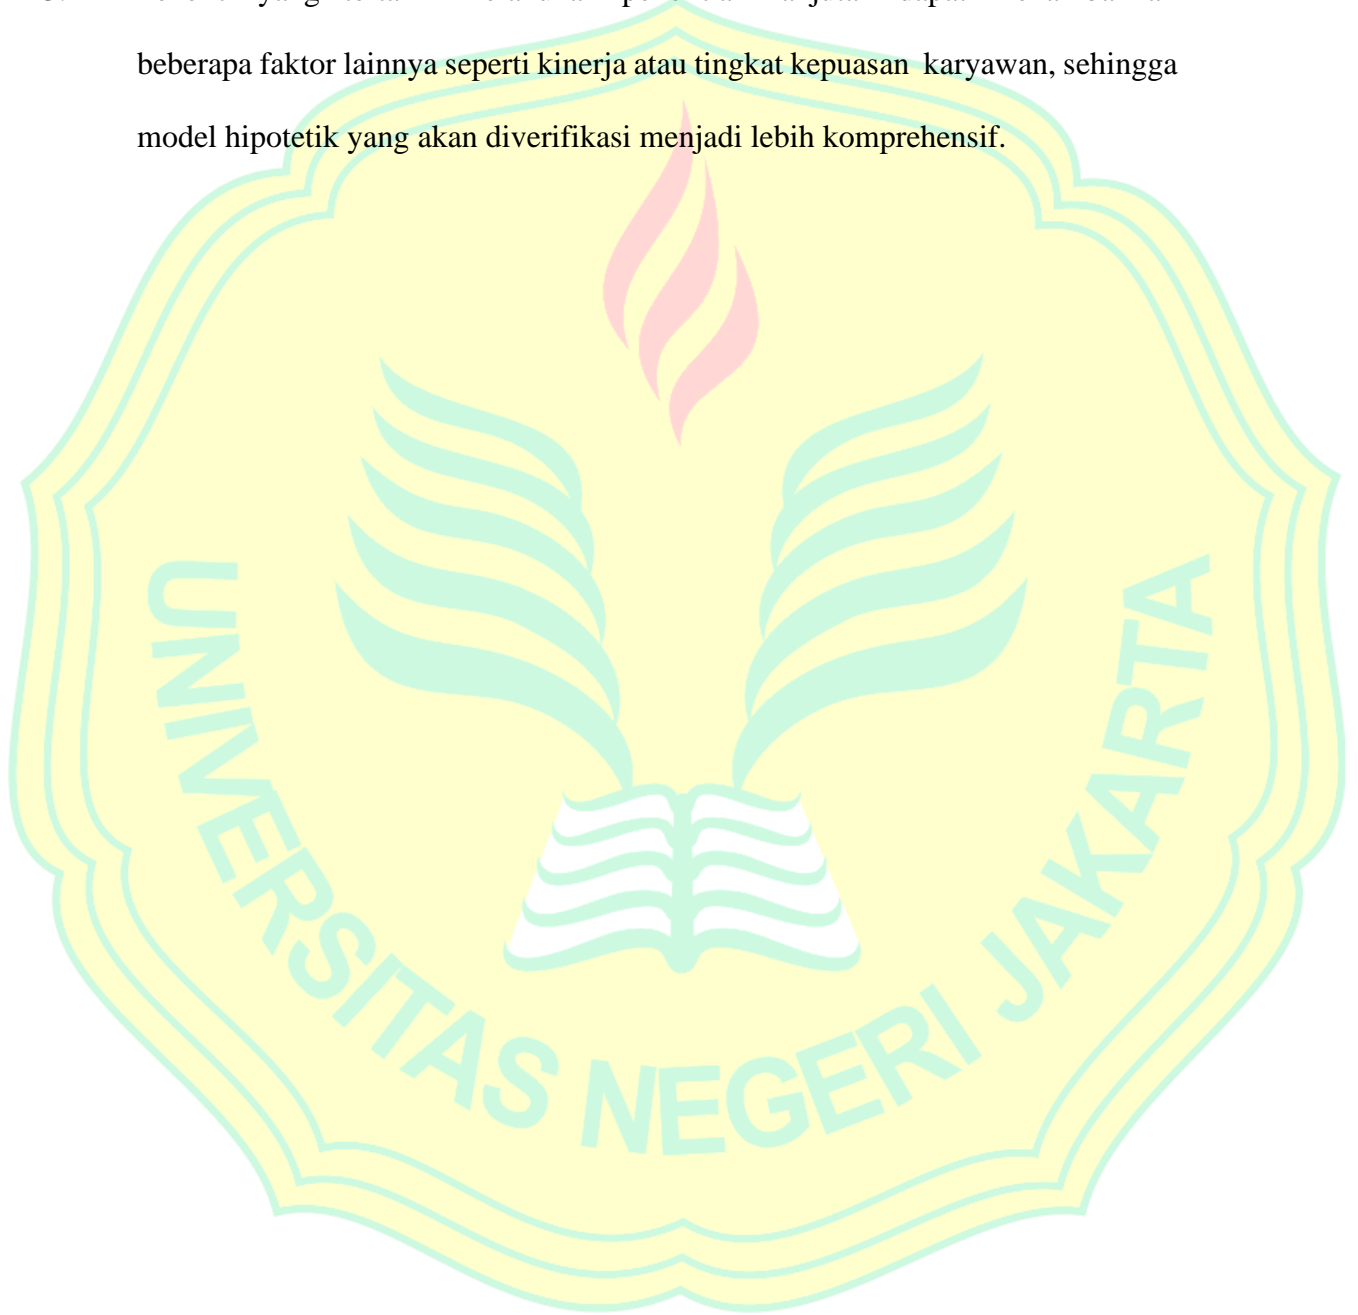 beberapa faktor lainnya seperti kinerja atau tingkat kepuasan karyawan, sehingga
model hipotetik yang akan diverifikasi menjadi lebih komprehensif.
UNIVERSITAS NEGERI JAKARTA